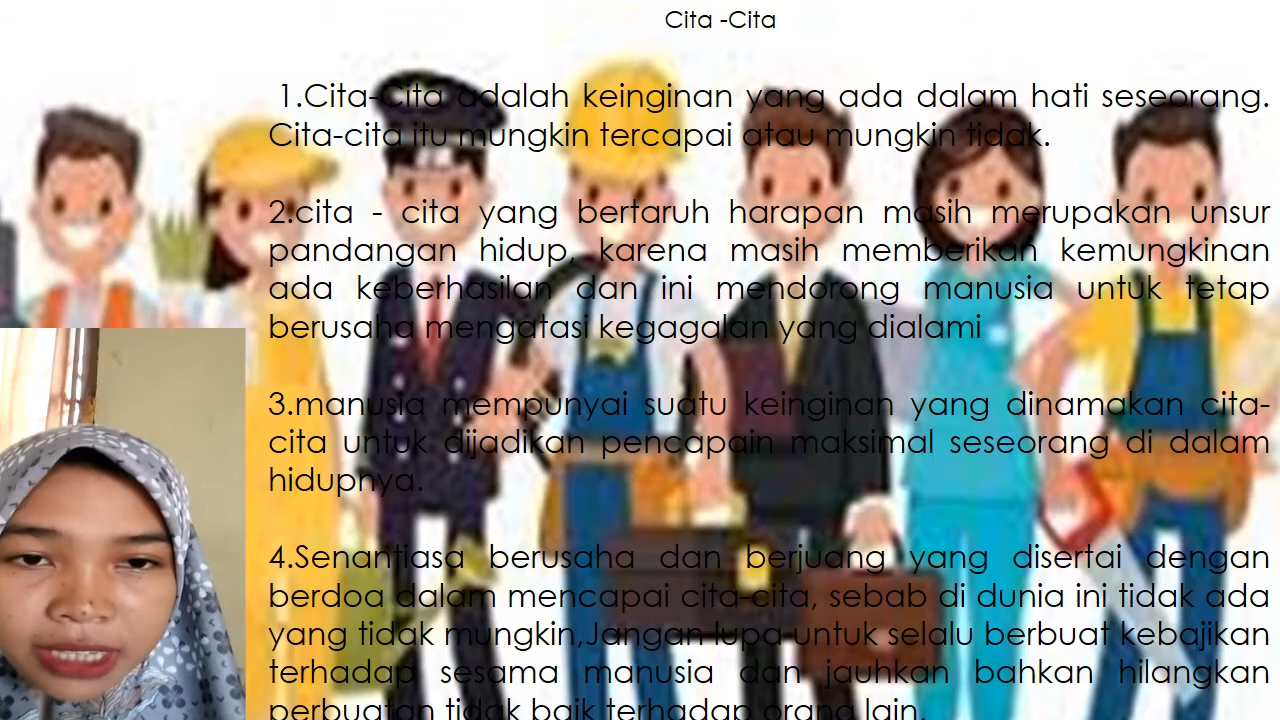 Cita -Cita
1.Cita-Cita adalah keinginan yang ada dalam hati seseorang.
Cita-cita itu mungkin tercapai atau mungkin tidak.
2.cita - cita yang bertaruh harapan masih merupakan unsur
pandangan hidup, karena masih memberikan kemungkinan
ada keberhasilan dan ini mendorong manusia untuk tetap
berusaha mengatasi kegagalan yang dialami
3.manusia mempunyai suatu keinginan yang dinamakan cita-
cita untuk dijadikan pencapain maksimal seseorang di dalam
hidupnya.
4.Senantiasa berusaha dan berjuang yang disertai dengan
berdoa dalam mencapai cita-cita, sebab di dunia ini tidak ada
yang tidak mungkin,Jangan lupa untuk selalu berbuat kebajikan
terhadap sesama manusia dan jauhkan bahkan hilangkan
perbuatan tidak baik terhadap orang lain.